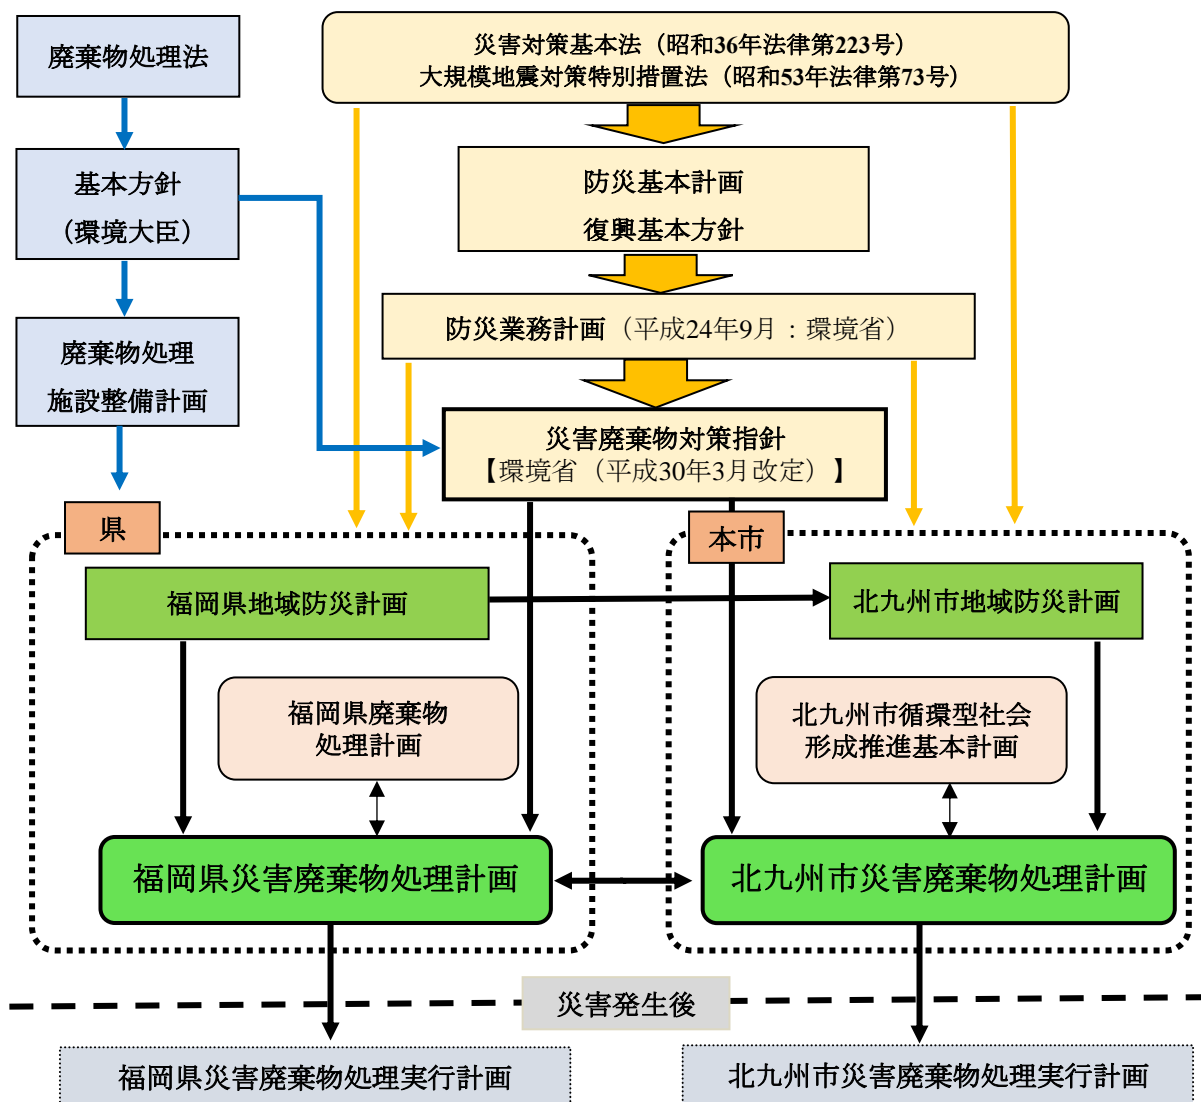 廃棄物処理法
災害対策基本法（昭和36年法律第223号）
大規模地震対策特別措置法（昭和53年法律第73号）
基本方針
（環境大臣）
防災基本計画
復興基本方針
防災業務計画（平成24年9月：環境省）
廃棄物処理
施設整備計画
災害廃棄物対策指針
【環境省（平成30年3月改定）】
県
本市
福岡県地域防災計画
北九州市地域防災計画
福岡県廃棄物
処理計画
北九州市循環型社会
形成推進基本計画
福岡県災害廃棄物処理計画
北九州市災害廃棄物処理計画
災害発生後
福岡県災害廃棄物処理実行計画
北九州市災害廃棄物処理実行計画